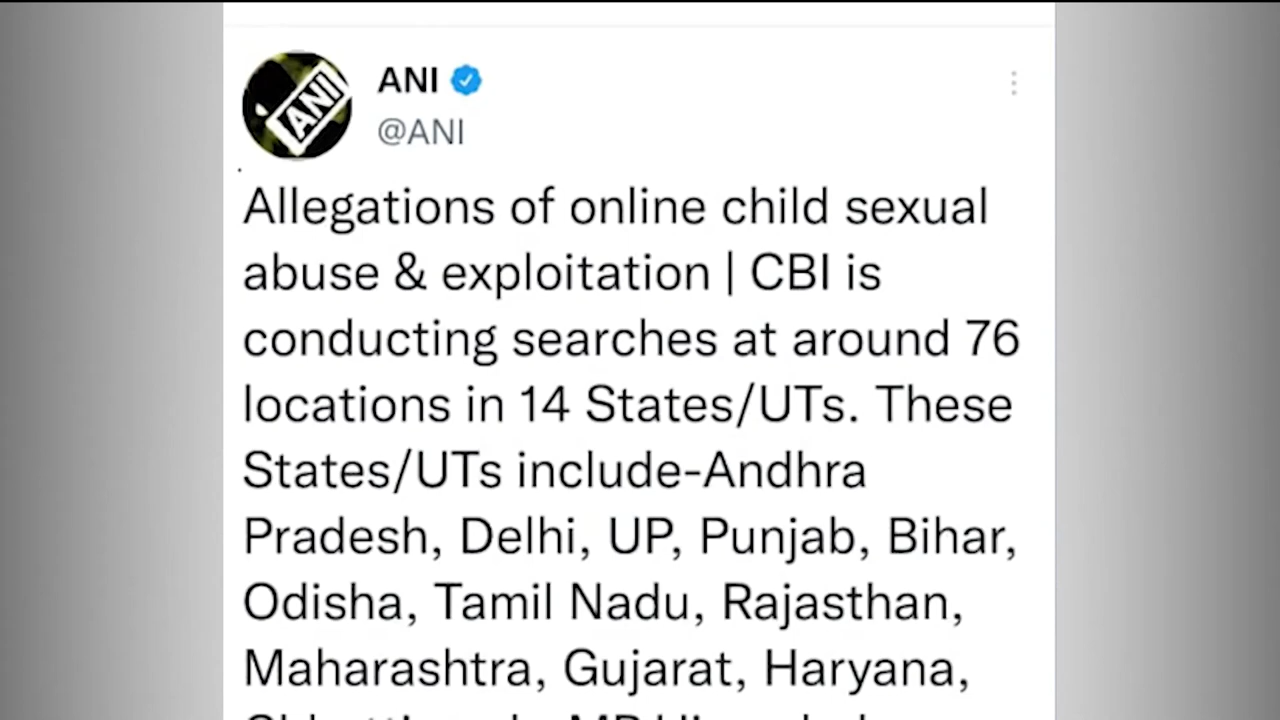 ANI
ANI
@ANI
Allegations of online child sexual
abuse & exploitation | CBI is
conducting searches at around 76
locations in 14 States/UTs. These
States/UTs include-Andhra
Pradesh, Delhi, UP, Punjab, Bihar,
Odisha, Tamil Nadu, Rajasthan,
Maharashtra, Gujarat, Haryana,